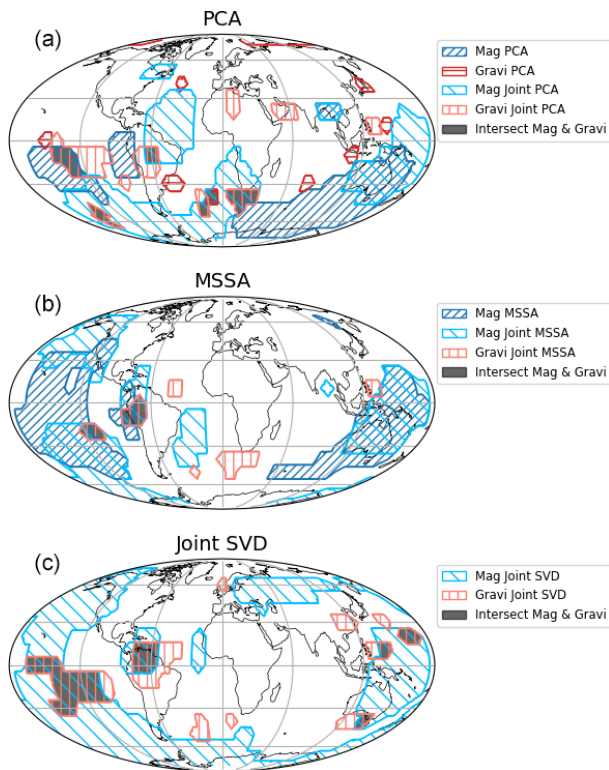 PCA
(a)
Mag PCA
Gravi PCA
Mag Joint PCA
Gravi Joint PCA
Intersect Mag & Gravi
MSSA
(b)
Mag MSSA
Mag Joint MSSA
Gravi Joint MSSA
Intersect Mag & Gravi
Joint SVD
(c)
Mag Joint SVD
Gravi Joint SVD
Intersect Mag & Gravi